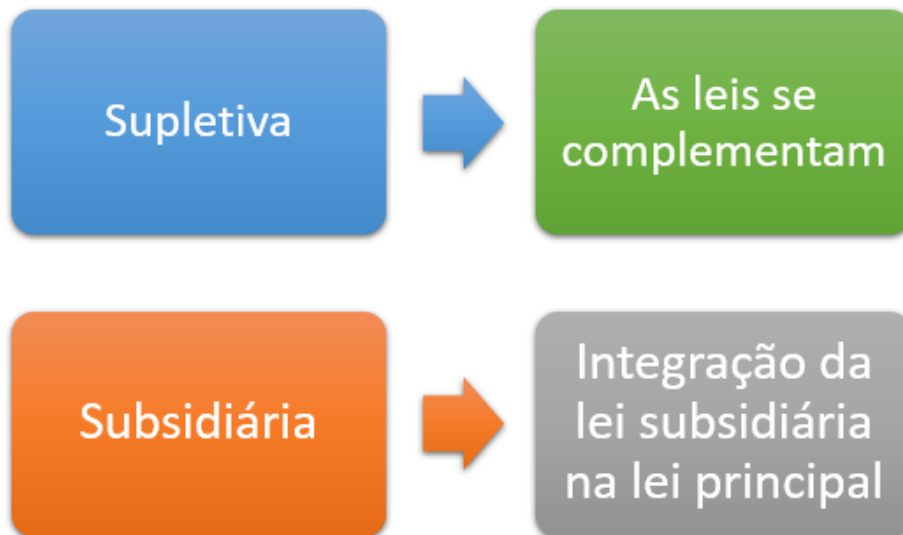 Supletiva
As leis se
complementam
Subsidiária
Integração da
lei subsidiária
na lei principal